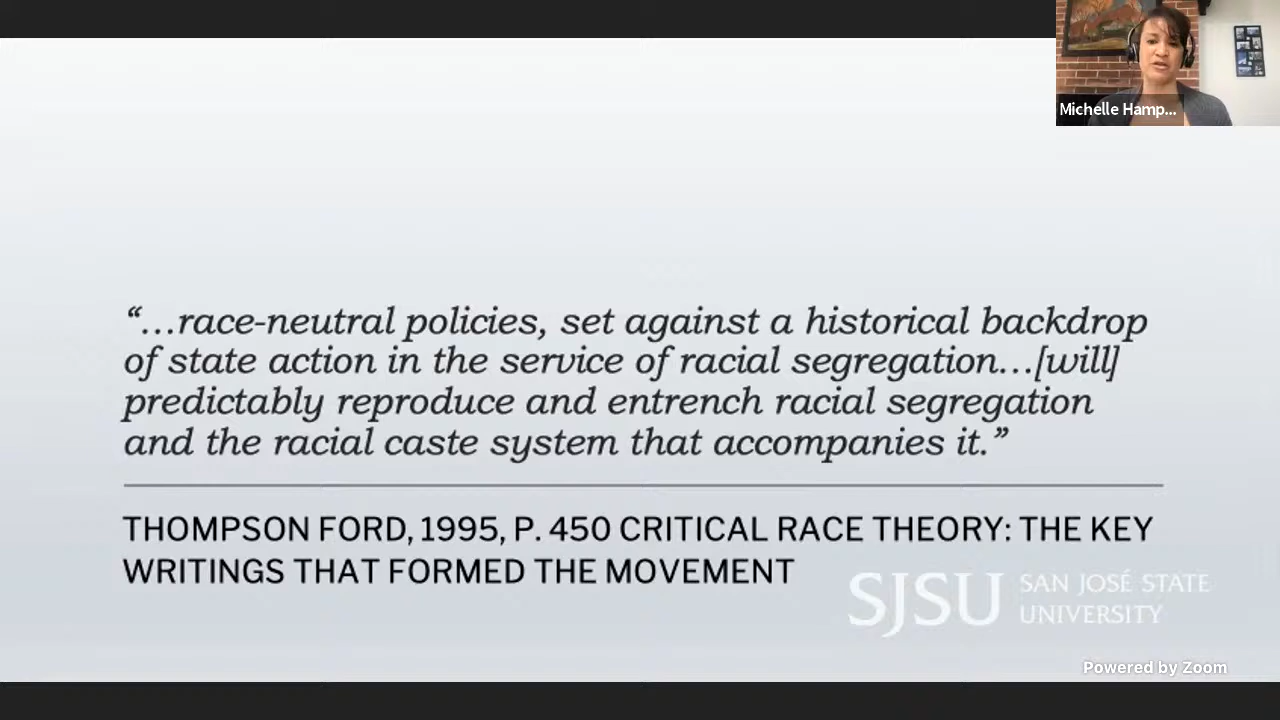 Michelle Hamp...
“...race-neutral policies, set against a historical backdrop
of state action in the service of racial segregation...[will]
predictably reproduce and entrench racial segregation
and the racial caste system that accompanies it.”
THOMPSON FORD, 1995, P. 450 CRITICAL RACE THEORY: THE KEY
WRITINGS THAT FORMED THE MOVEMENT
SJSU SAN JOSÉ STATE
UNIVERSITY
Powered by Zoom